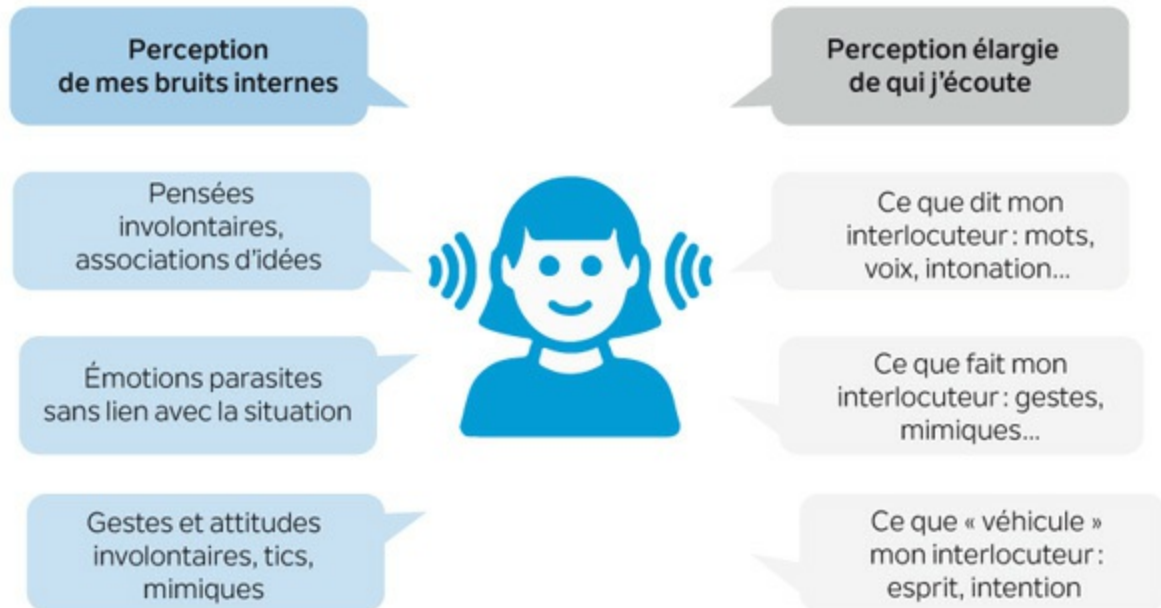 Perception
de mes bruits internes
Perception élargie
de qui j'écoute
Pensées
involontaires,
associations d'idées
Ce que dit mon
interlocuteur : mots,
voix, intonation...
Émotions parasites
sans lien avec la situation
Ce que fait mon
interlocuteur : gestes,
mimiques...
Gestes et attitudes
involontaires, tics,
mimiques
Ce que « véhicule »
mon interlocuteur :
esprit, intention